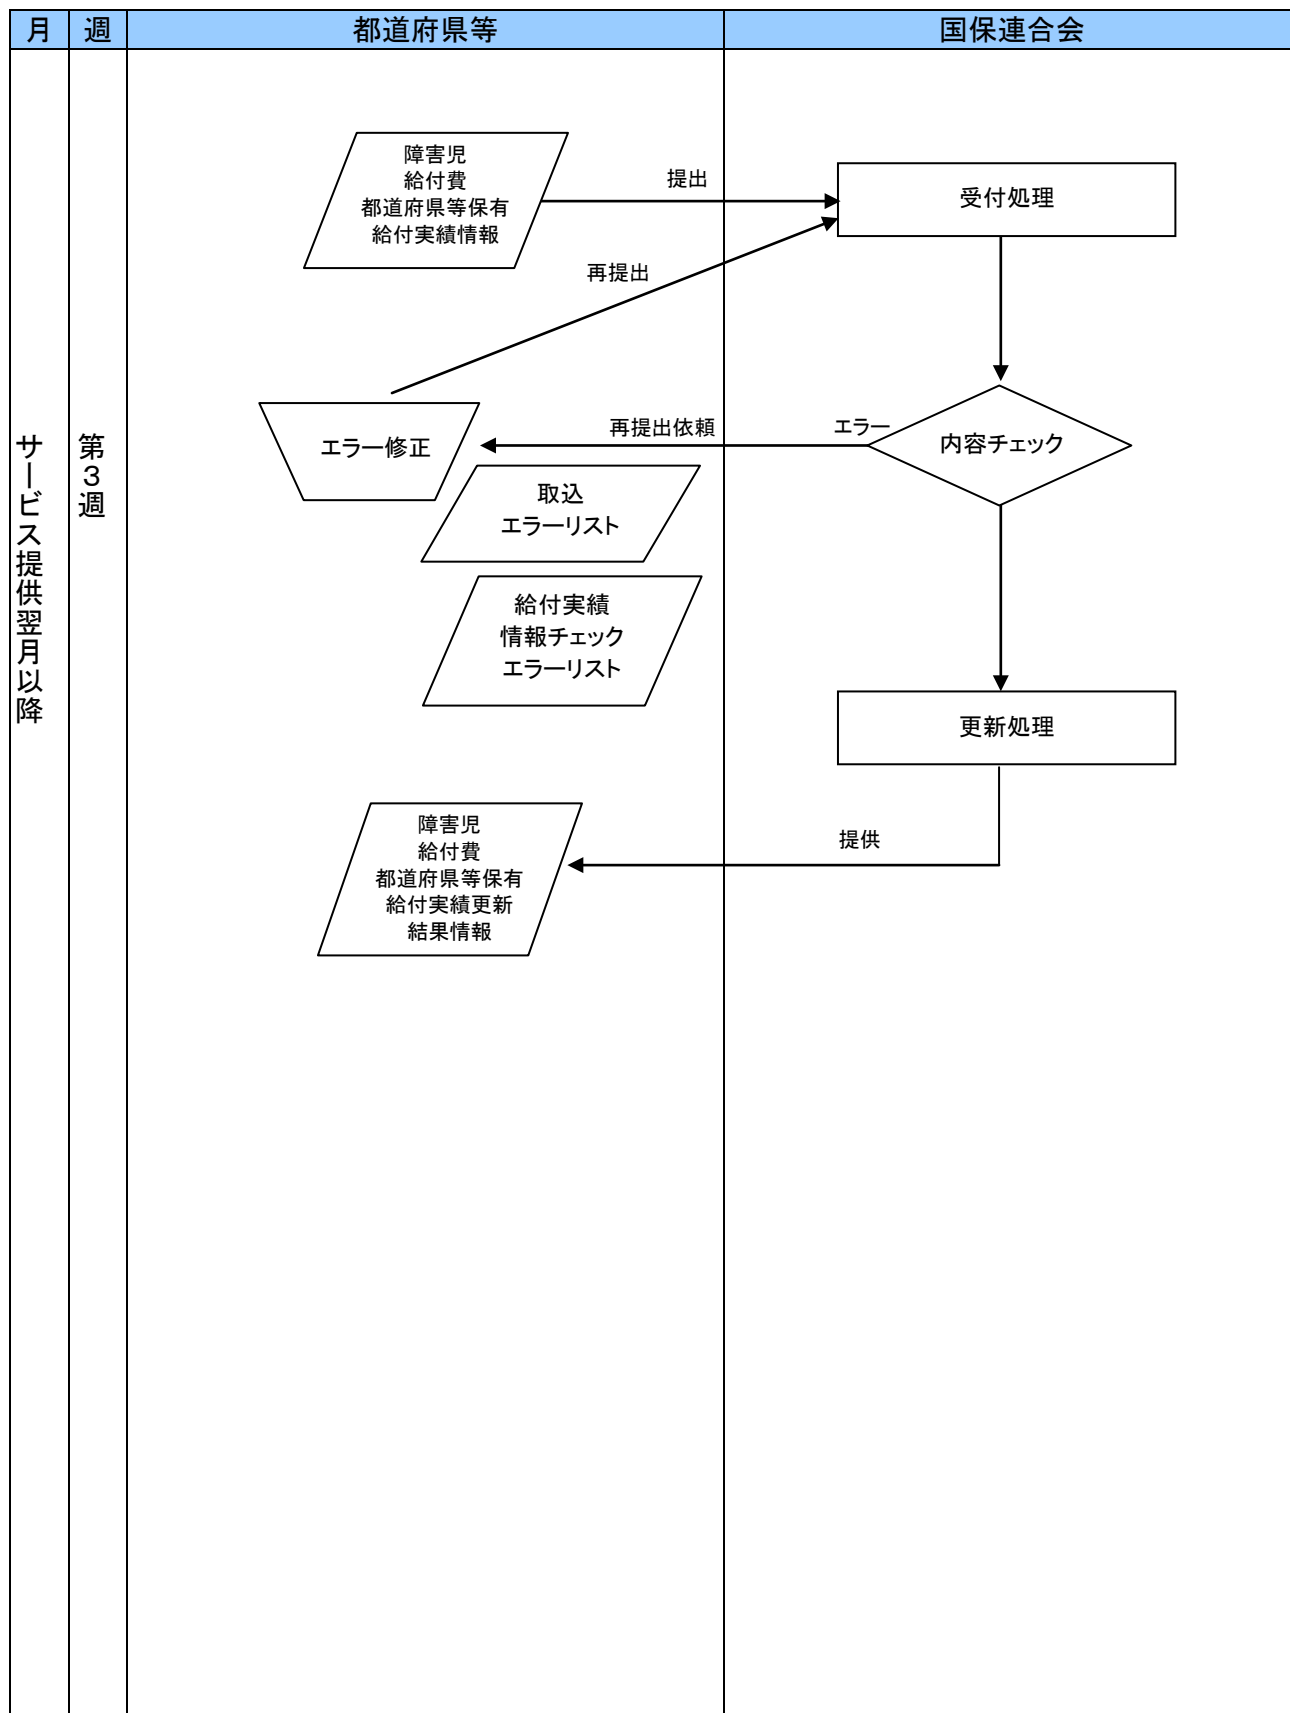 月
週
都道府県等
国保連合会
障害児
給付費
都道府県等保有
給付実績情報
提出
受付処理
再提出
サービス提供翌月以降
第3週
エラー修正
再提出依頼
エラー
内容チェック
取込
エラーリスト
給付実績
情報チェック
エラーリスト
更新処理
障害児
給付費
都道府県等保有
給付実績更新
結果情報
提供